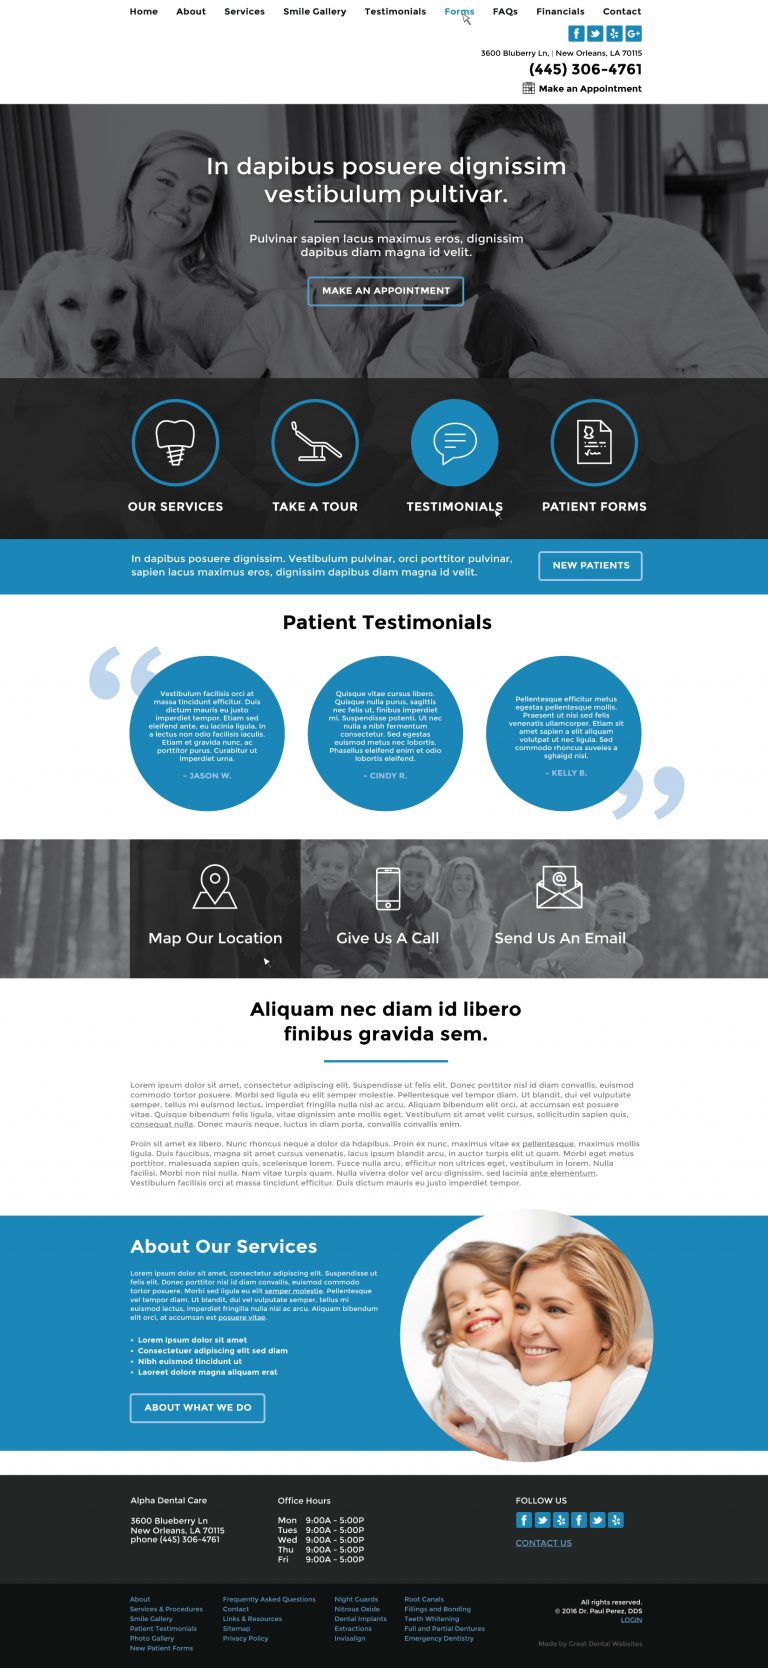 Home About Services Smile Gallery Testimonials Forms FAQs Financials Contact
3600 Bluberry Ln, | New Orleans, LA 70115
(445) 306-4761
Make an Appointment
In dapibus posuere dignissim
vestibulum pultivar.
Pulvinar sapien lacus maximus eros, dignissim
dapibus diam magna id velit.
MAKE AN APPOINTMENT
OUR SERVICES TAKE A TOUR TESTIMONIALS PATIENT FORMS
In dapibus posuere dignissim. Vestibulum pulvinar, orci porttitor pulvinar,
sapien lacus maximus eros, dignissim dapibus diam magna id velit.
NEW PATIENTS
Patient Testimonials
Vestibulum facilisis orci at
massa tincidunt efficitur. Duis
dictum mauris eu justo
imperdiet tempor. Etiam sed
eleifend ante, eu lacinia ligula. In
a lectus non odio facilisis iaculis.
Etiam et gravida nunc, ac
porttitor purus. Curabitur ut
imperdiet urna.
- JASON W.
Quisque vitae cursus libero.
Quisque nulla purus, sagittis
nec felis ut, finibus imperdiet
mi. Suspendisse potenti. Ut nec
nulla a nibh fermentum
consectetur. Sed egestas
euismod metus nec lobortis.
Phasellus eleifend enim et odio
lobortis eleifend.
- CINDY R.
Pellentesque efficitur metus
egestas pellentesque mollis.
Praesent ut nisi sed felis
venenatis ullamcorper. Etiam sit
amet sapien a elit aliquam
volutpat ut nec ligula. Sed
commodo rhoncus suveies a
sghaigd nisl.
- KELLY B.
Map Our Location Give Us A Call Send Us An Email
Aliquam nec diam id libero
finibus gravida sem.
Lorem ipsum dolor sit amet, consectetur adipiscing elit. Suspendisse ut felis elit. Donec porttitor nisl id diam convallis, euismod
commodo tortor posuere. Morbi sed ligula eu elit semper molestie. Pellentesque vel tempor diam. Ut blandit, dui vel vulputate
semper, tellus mi euismod lectus, imperdiet fringilla nulla nisl ac arcu. Aliquam bibendum elit orci, at accumsan est posuere
vitae. Quisque bibendum felis ligula, vitae dignissim ante mollis eget. Vestibulum sit amet velit cursus, sollicitudin sapien quis,
consequat nulla. Donec mauris neque, luctus in diam porta, convallis convallis enim.
Proin sit amet ex libero. Nunc rhoncus neque a dolor da hdapibus. Proin ex nunc, maximus vitae ex pellentesque, maximus mollis
ligula. Duis faucibus, magna sit amet cursus venenatis, lacus ipsum blandit arcu, in auctor turpis elit ut quam. Morbi eget metus
porttitor, malesuada sapien quis, scelerisque lorem. Fusce nulla arcu, efficitur non ultrices eget, vestibulum in lorem. Nulla
facilisi. Morbi non nisi nulla. Nam vitae turpis quam. Nulla viverra dolor vel arcu dignissim, sed lacinia ante elementum.
Vestibulum facilisis orci at massa tincidunt efficitur. Duis dictum mauris eu justo imperdiet tempor.
About Our Services
Lorem ipsum dolor sit amet, consectetur adipiscing elit. Suspendisse ut
felis elit. Donec porttitor nisl id diam convallis, euismod commodo
tortor posuere. Morbi sed ligula eu elit semper molestie. Pellentesque
vel tempor diam. Ut blandit, dui vel vulputate semper, tellus mi
euismod lectus, imperdiet fringilla nulla nisl ac arcu. Aliquam bibendum
elit orci, at accumsan est posuere vitae.
• Lorem ipsum dolor sit amet
• Consectetuer adipiscing elit sed diam
• Nibh euismod tincidunt ut
• Laoreet dolore magna aliquam erat
ABOUT WHAT WE DO
Alpha Dental Care
3600 Blueberry Ln
New Orleans, LA 70115
phone (445) 306-4761
Office Hours
Mon 9:00A - 5:00P
Tues 9:00A - 5:00P
Wed 9:00A - 5:00P
Thu 9:00A - 5:00P
Fri 9:00A - 5:00P
FOLLOW US
CONTACT US
About
Services & Procedures
Smile Gallery
Patient Testimonials
Photo Gallery
New Patient Forms
Frequently Asked Questions
Contact
Links & Resources
Sitemap
Privacy Policy
Night Guards
Nitrous Oxide
Dental Implants
Extractions
Invisalign
Root Canals
Fillings and Bonding
Teeth Whitening
Full and Partial Dentures
Emergency Dentistry
All rights reserved.
© 2016 Dr. Paul Perez, DDS
LOGIN
Made by Great Dental Websites